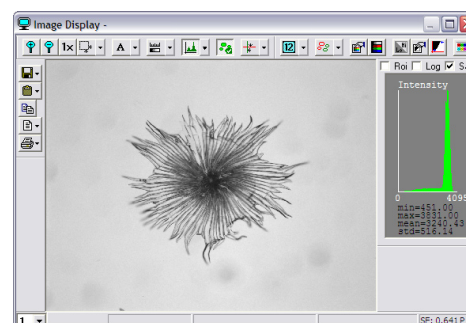 Image Display -
1x
A
12
Roi Log S
Intensity
0 4095
min=451.00
max=3831.00
mean=3240.43
std=516.14
1
SF: 0.641 P